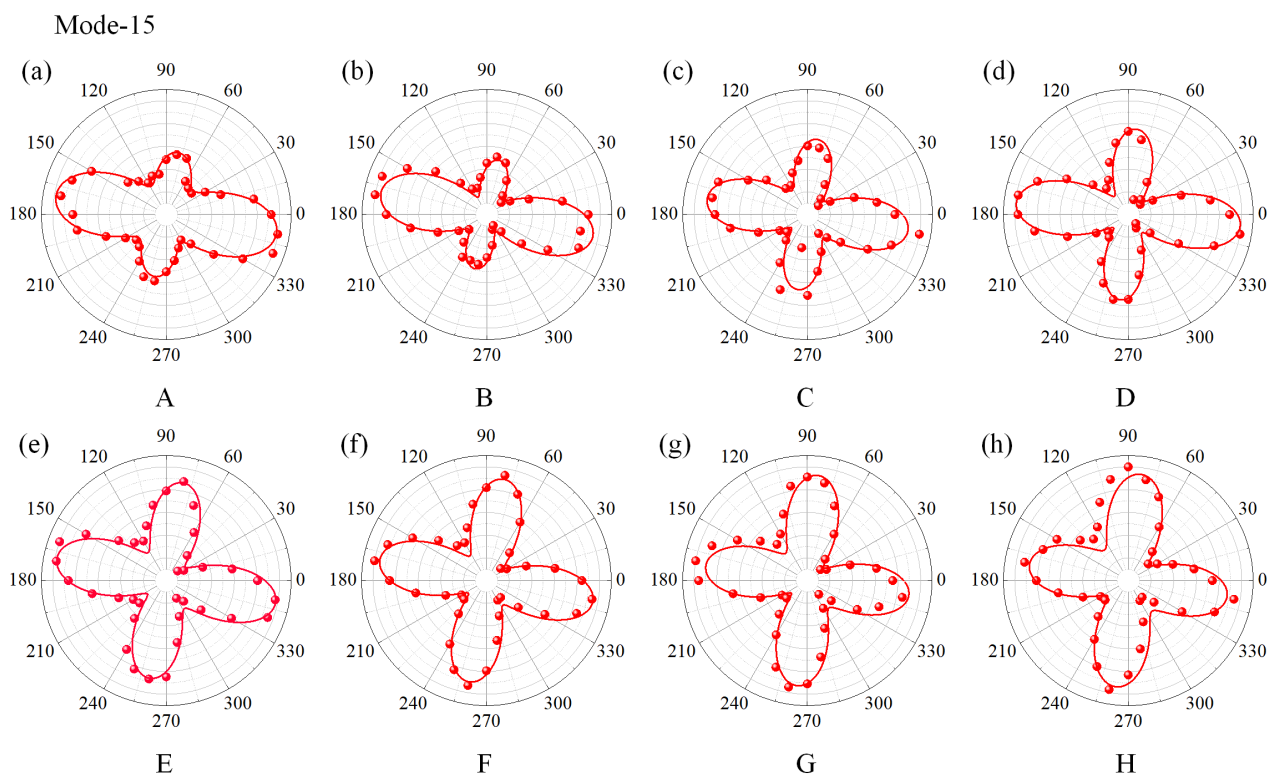 Mode-15
(a) (b) (c) (d)
90 90 90 90
120 60 120 60 120 60 120 60
150 30 150 30 150 30 150 30
180 0 180 0 180 0 180 0
210 330 210 330 210 330 210 330
240 300 240 300 240 300 240 300
270 270 270 270
A B C D
(e) (f) (g) (h)
90 90 90 90
120 60 120 60 120 60 120 60
150 30 150 30 150 30 150 30
180 0 180 0 180 0 180 0
210 330 210 330 210 330 210 330
240 300 240 300 240 300 240 300
270 270 270 270
E F G H